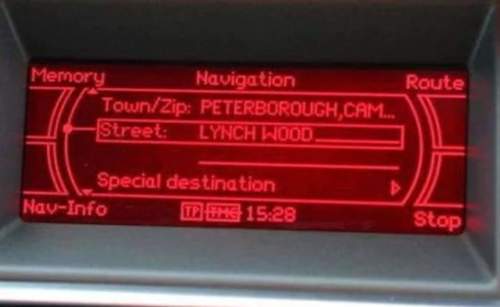 Memory Navigation Route
Town/Zip: PETERBOROUGH,CAM...
Street: LYNCH WOOD
Special destination
Nav-Info TP TMC 15:28 Stop